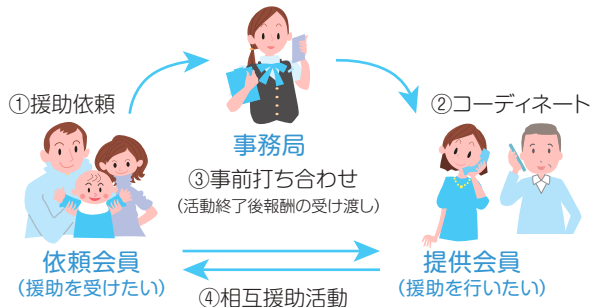 ①援助依頼
②コーディネート
事務局
③事前打ち合わせ
(活動終了後報酬の受け渡し)
依頼会員
(援助を受けたい)
提供会員
(援助を行いたい)
④相互援助活動